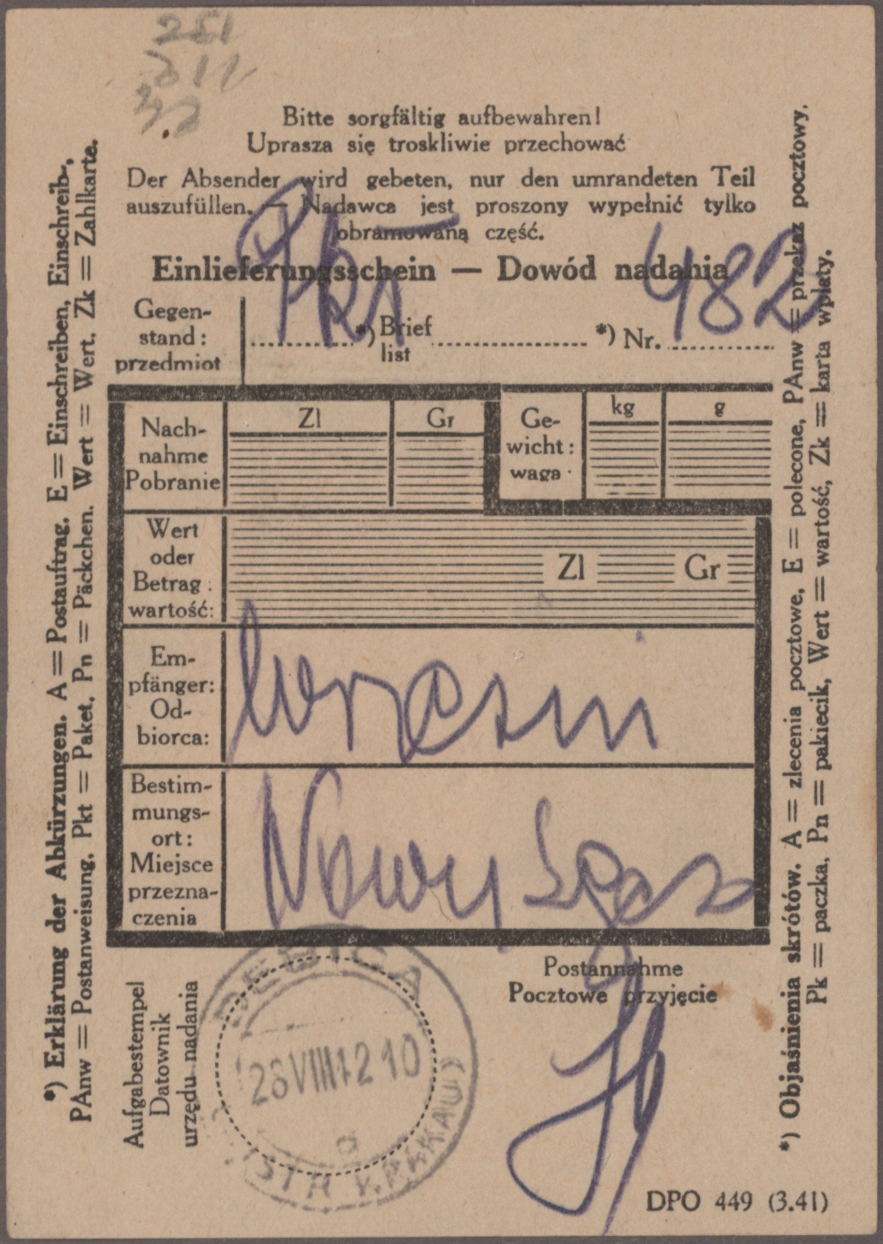 251
311
Bitte sorgfältig aufbewahren!
Uprasza się troskliwie przechować
Der Absender wird gebeten, nur den umrandeten Teil
auszufüllen. — Nadawca jest proszony wypełnić tylko
obramowaną część.
Einlieferungsschein — Dowód nadania
Gegen-
stand:
przedmiot
Pkt
*) Brief
list
*) Nr.
482
Nach-
nahme
Pobranie
Zl
Gr
Ge-
wicht:
waga
kg
g
Wert
oder
Betrag:
wartość:
Zl Gr
Em-
pfänger:
Od-
biorca:
Bestim-
mungs-
ort:
Miejsce
przezna-
czenia
Nowy Sącz
Aufgabestempel
Datownik
urzędu nadania
26 VIII 42 10
a
Postannahme
Pocztowe przyjęcie
DPO 449 (3.41)
*) Erklärung der Abkürzungen. A = Postauftrag, E = Einschreiben, Einschreib-,
PAnw = Postanweisung, Pkt = Paket, Pn = Päckchen, Wert = Wert, Zk = Zahlkarte.
*) Objaśnienia skrótów. A = zlecenia pocztowe, E = polecone, PAnw = przekaz pocztowy,
Pk = paczka, Pn = pakiecik, Wert = wartość, Zk = karta wpłaty.